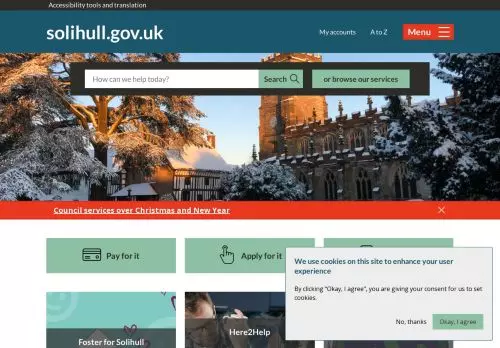 Accessibility tools and translation
solihull.gov.uk
My accounts
A to Z
Menu
How can we help today?
Search
or browse our services
Council services over Christmas and New Year
Pay for it
Apply for it
We use cookies on this site to enhance your user
experience
By clicking “Okay, I agree”, you are giving your consent for us to set
cookies.
No, thanks
Okay, I agree
Foster for Solihull
Here2Help